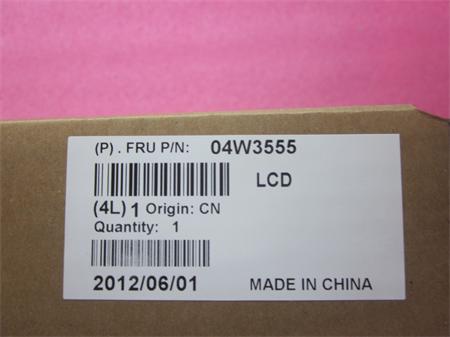 (P) . FRU P/N: 04W3555
LCD
(4L) 1 Origin: CN
Quantity: 1
2012/06/01 MADE IN CHINA